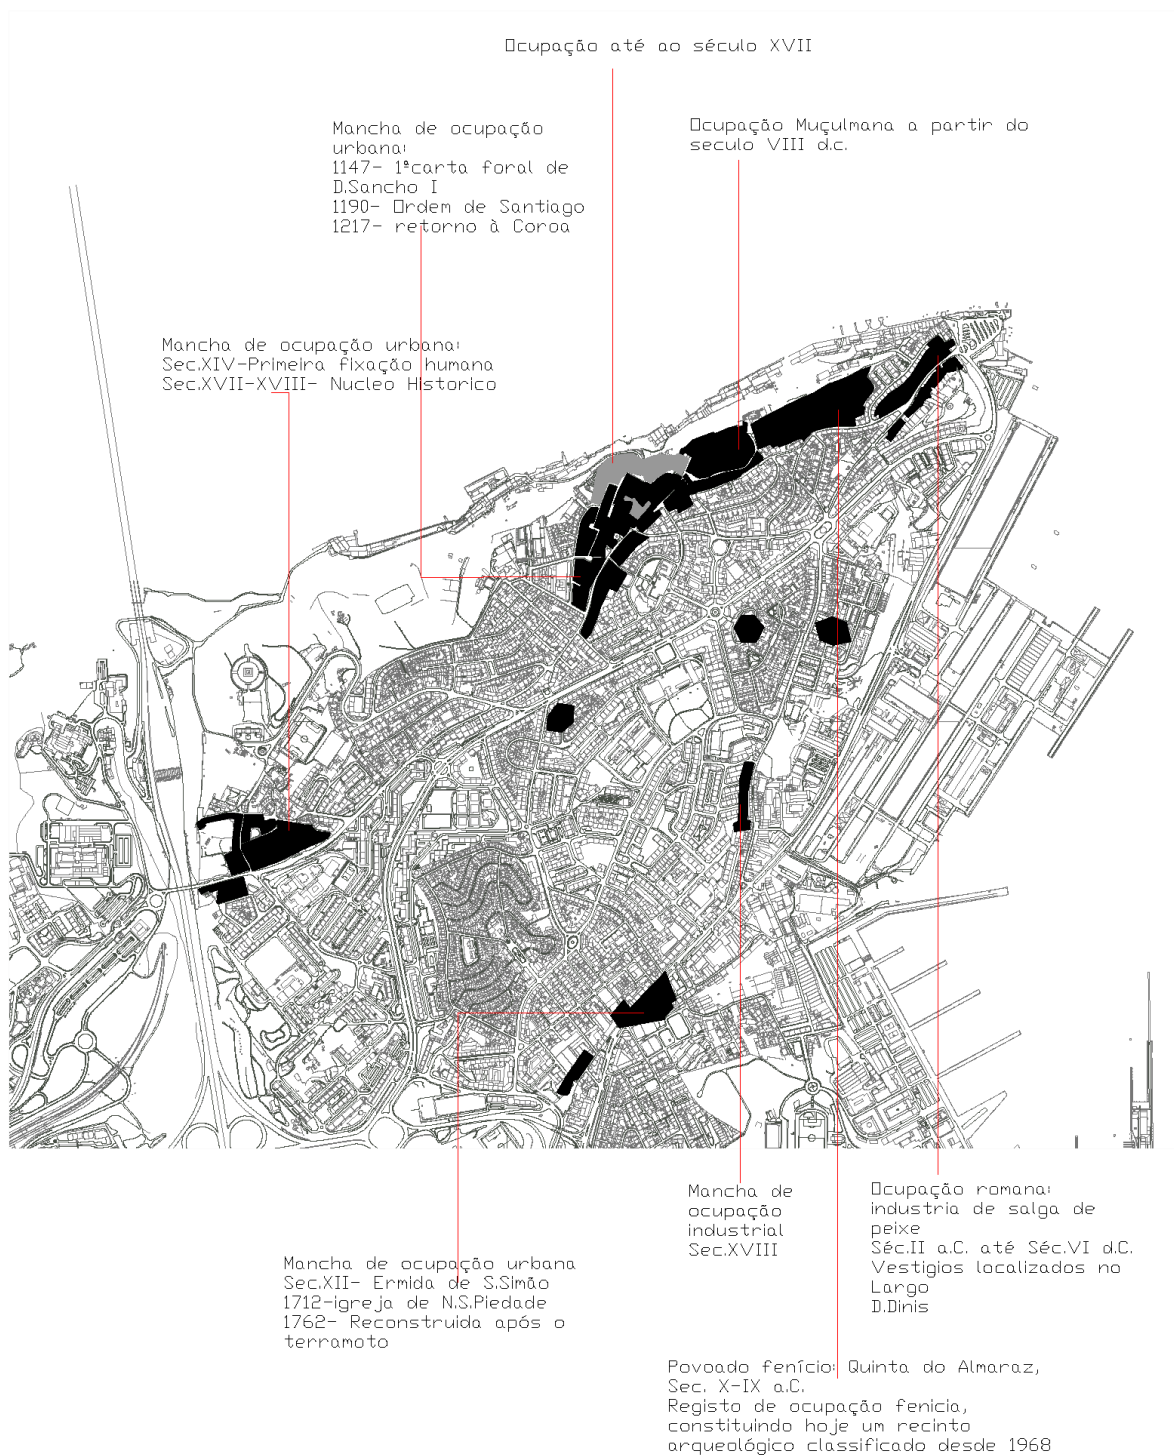 Ocupação até ao século XVII
Mancha de ocupação
urbana:
1147- 1ªcarta foral de
D.Sancho I
1190- Ordem de Santiago
1217- retorno à Coroa
Ocupação Muçulmana a partir do
seculo VIII d.c.
Mancha de ocupação urbana:
Sec.XIV-Primeira fixação humana
Sec.XVII-XVIII- Nucleo Historico
Mancha de
ocupação
industrial
Sec.XVIII
Ocupação romana:
industria de salga de
peixe
Séc.II a.C. até Séc.VI d.C.
Vestigios localizados no
Largo
D.Dinis
Mancha de ocupação urbana
Sec.XII- Ermida de S.Simão
1712-igreja de N.S.Piedade
1762- Reconstruida após o
terramoto
Povoado fenício: Quinta do Almaraz,
Sec. X-IX a.C.
Registo de ocupação fenicia,
constituindo hoje um recinto
arqueológico classificado desde 1968